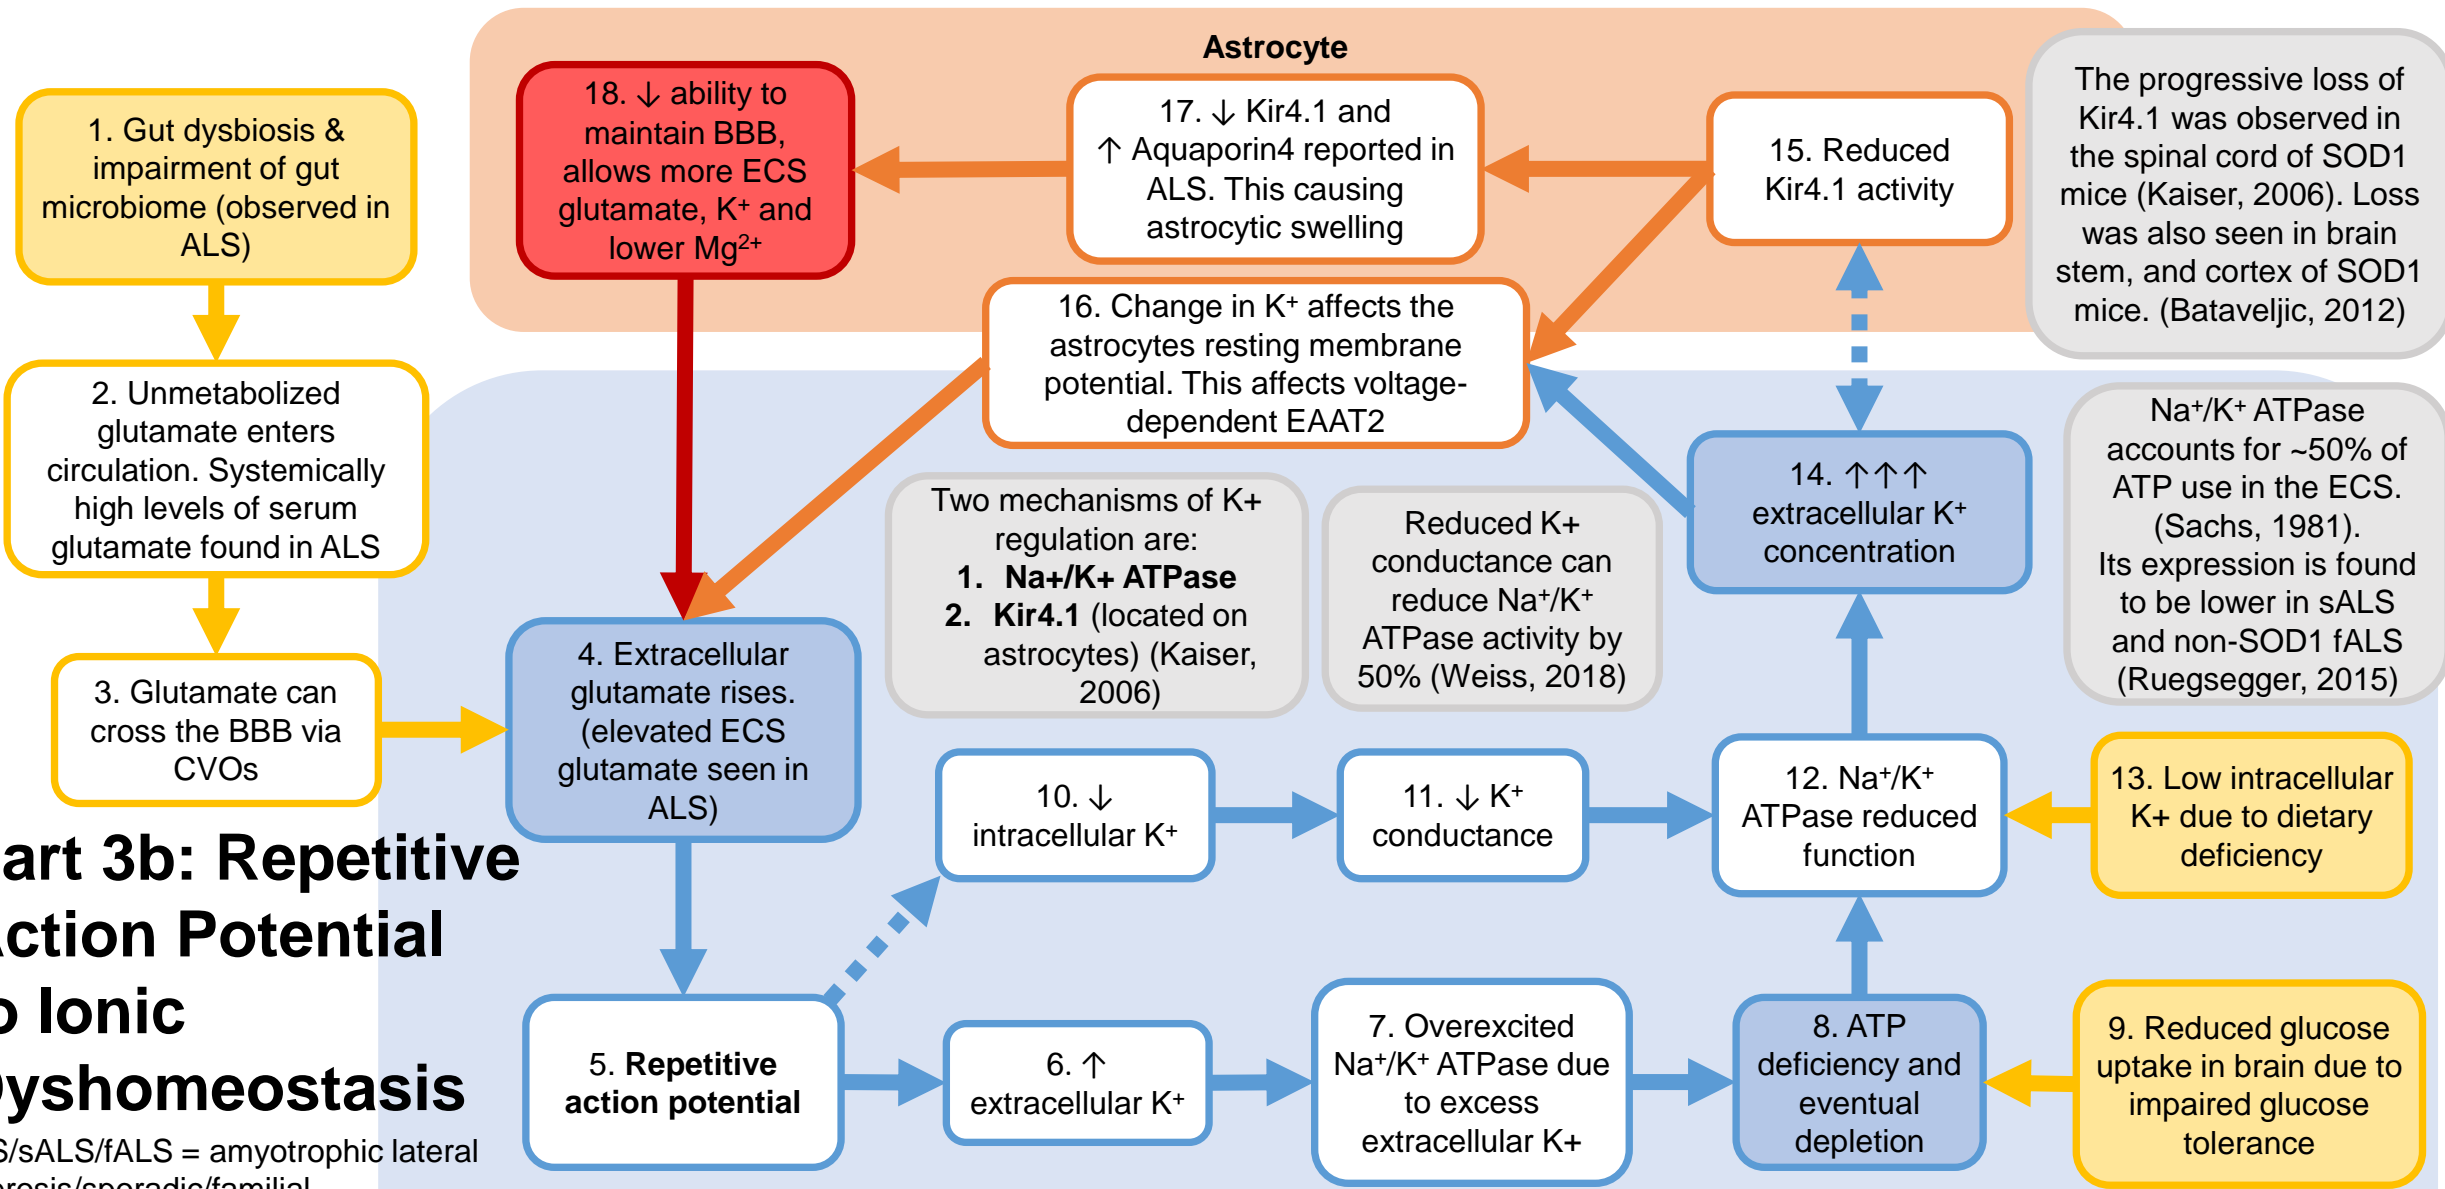 Astrocyte
1. Gut dysbiosis &
impairment of gut
microbiome (observed in
ALS)
2. Unmetabolized
glutamate enters
circulation. Systemically
high levels of serum
glutamate found in ALS
3. Glutamate can
cross the BBB via
CVOs
18. ↓ ability to
maintain BBB,
allows more ECS
glutamate, K⁺ and
lower Mg²⁺
17. ↓ Kir4.1 and
↑ Aquaporin4 reported in
ALS. This causing
astrocytic swelling
15. Reduced
Kir4.1 activity
The progressive loss of
Kir4.1 was observed in
the spinal cord of SOD1
mice (Kaiser, 2006). Loss
was also seen in brain
stem, and cortex of SOD1
mice. (Bataveljic, 2012)
16. Change in K⁺ affects the
astrocytes resting membrane
potential. This affects voltage-
dependent EAAT2
Two mechanisms of K+
regulation are:
1. Na+/K+ ATPase
2. Kir4.1 (located on
astrocytes) (Kaiser,
2006)
Reduced K+
conductance can
reduce Na⁺/K⁺
ATPase activity by
50% (Weiss, 2018)
14. ↑↑↑
extracellular K⁺
concentration
Na⁺/K⁺ ATPase
accounts for ~50% of
ATP use in the ECS.
(Sachs, 1981).
Its expression is found
to be lower in sALS
and non-SOD1 fALS
(Ruegsegger, 2015)
4. Extracellular
glutamate rises.
(elevated ECS
glutamate seen in
ALS)
10. ↓
intracellular K⁺
11. ↓ K⁺
conductance
12. Na⁺/K⁺
ATPase reduced
function
13. Low intracellular
K+ due to dietary
deficiency
5. Repetitive
action potential
6. ↑
extracellular K⁺
7. Overexcited
Na⁺/K⁺ ATPase due
to excess
extracellular K+
8. ATP
deficiency and
eventual
depletion
9. Reduced glucose
uptake in brain due to
impaired glucose
tolerance
art 3b: Repetitive
ction Potential
o Ionic
yshomeostasis
S/sALS/fALS = amyotrophic lateral
erosis/sporadic/familial